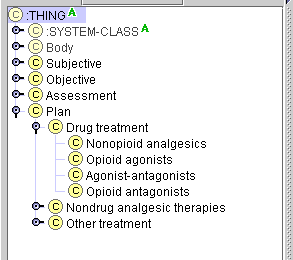 C :THING A
C :SYSTEM-CLASS A
C Body
C Subjective
C Objective
C Assessment
C Plan
C Drug treatment
C Nonopioid analgesics
C Opioid agonists
C Agonist-antagonists
C Opioid antagonists
C Nondrug analgesic therapies
C Other treatment